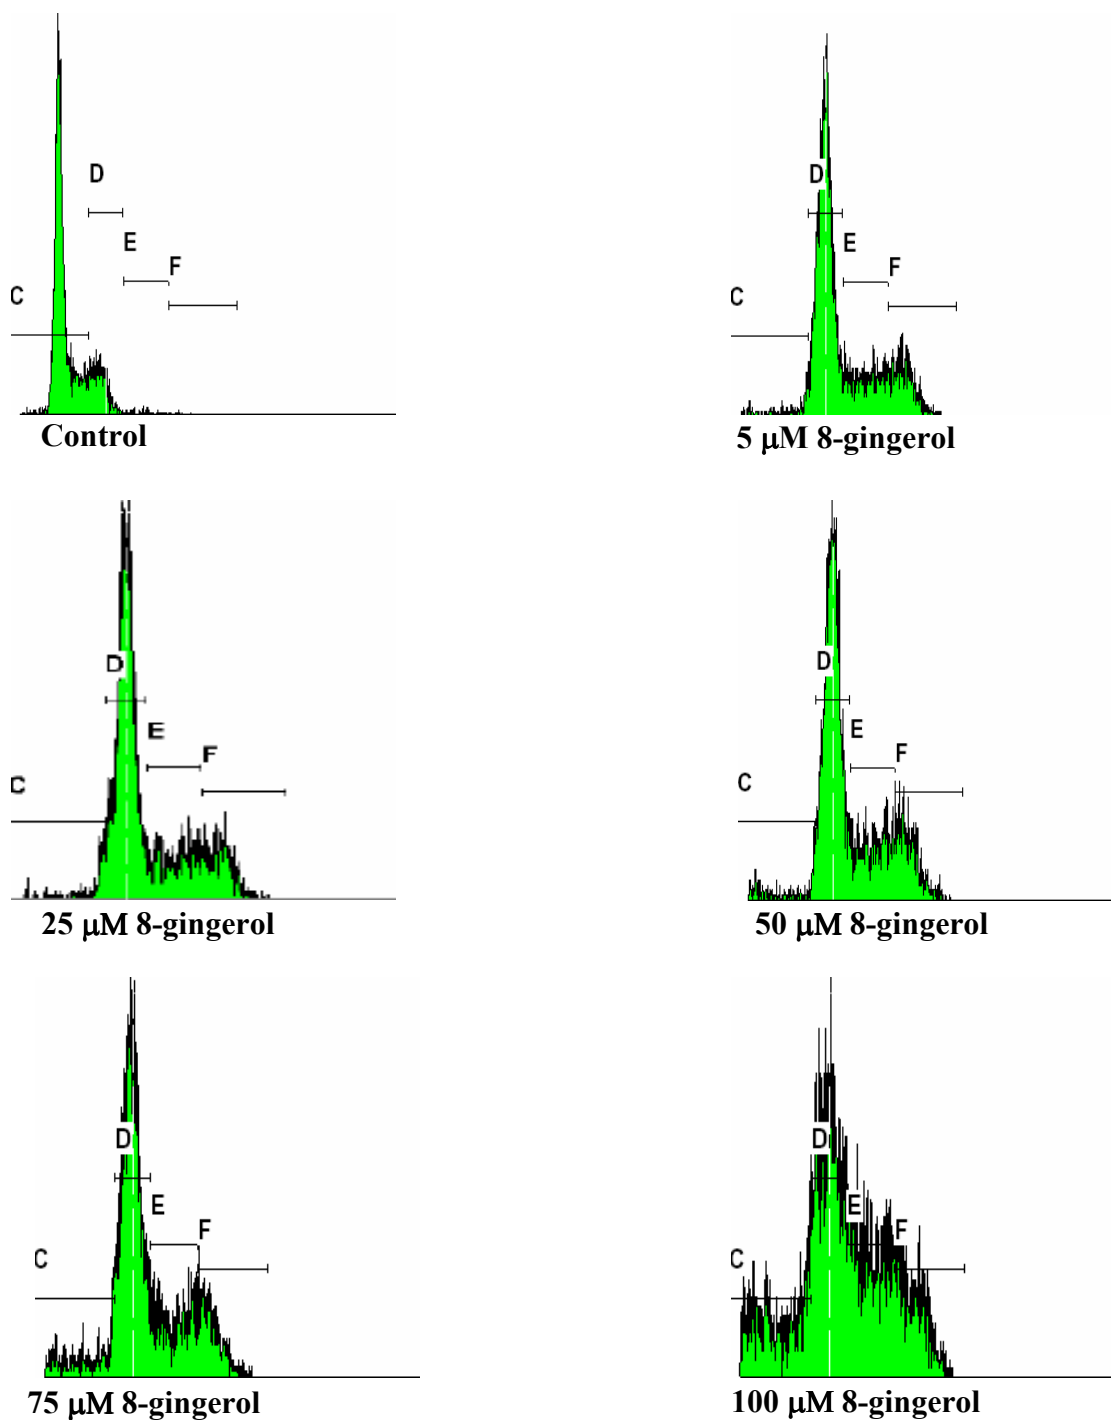 D
E
F
C
Control
D
E
F
C
5 μM 8-gingerol
D
E
F
C
25 μM 8-gingerol
D
E
F
C
50 μM 8-gingerol
D
E
F
C
75 μM 8-gingerol
D
E
F
C
100 μM 8-gingerol